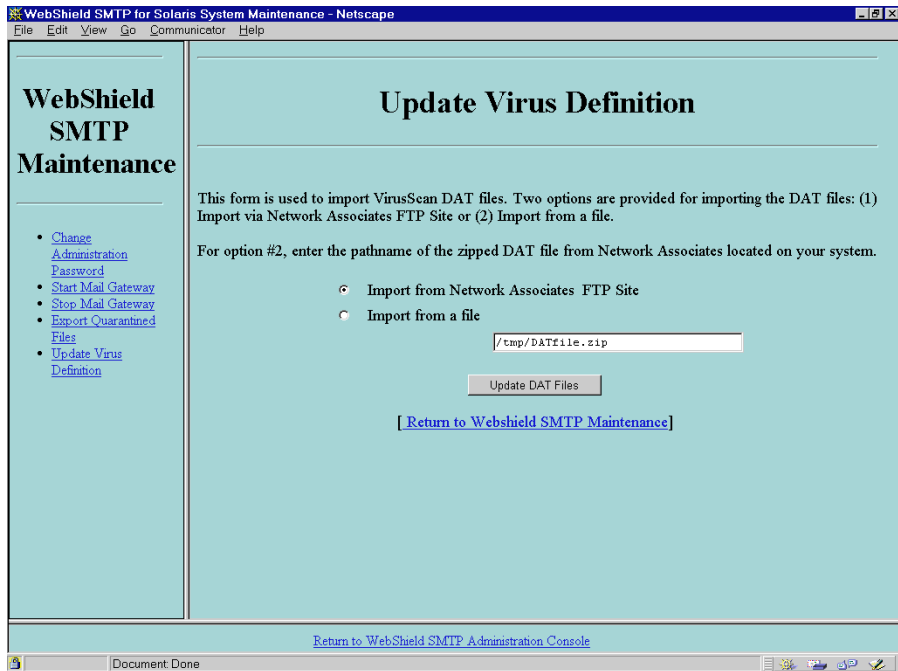 WebShield SMTP for Solaris System Maintenance - Netscape
File Edit View Go Communicator Help
WebShield
SMTP
Maintenance
Change
Administration
Password
Start Mail Gateway
Stop Mail Gateway
Export Quarantined
Files
Update Virus
Definition
Update Virus Definition
This form is used to import VirusScan DAT files. Two options are provided for importing the DAT files: (1)
Import via Network Associates FTP Site or (2) Import from a file.
For option #2, enter the pathname of the zipped DAT file from Network Associates located on your system.
Import from Network Associates FTP Site
Import from a file
/tmp/DATfile.zip
Update DAT Files
[ Return to Webshield SMTP Maintenance]
Return to WebShield SMTP Administration Console
Document: Done